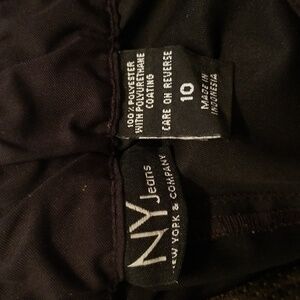 100% POLYESTER
WITH POLYURETHANE
COATING
CARE ON REVERSE
10
MADE IN
INDONESIA
NY Jeans
NEW YORK & COMPANY